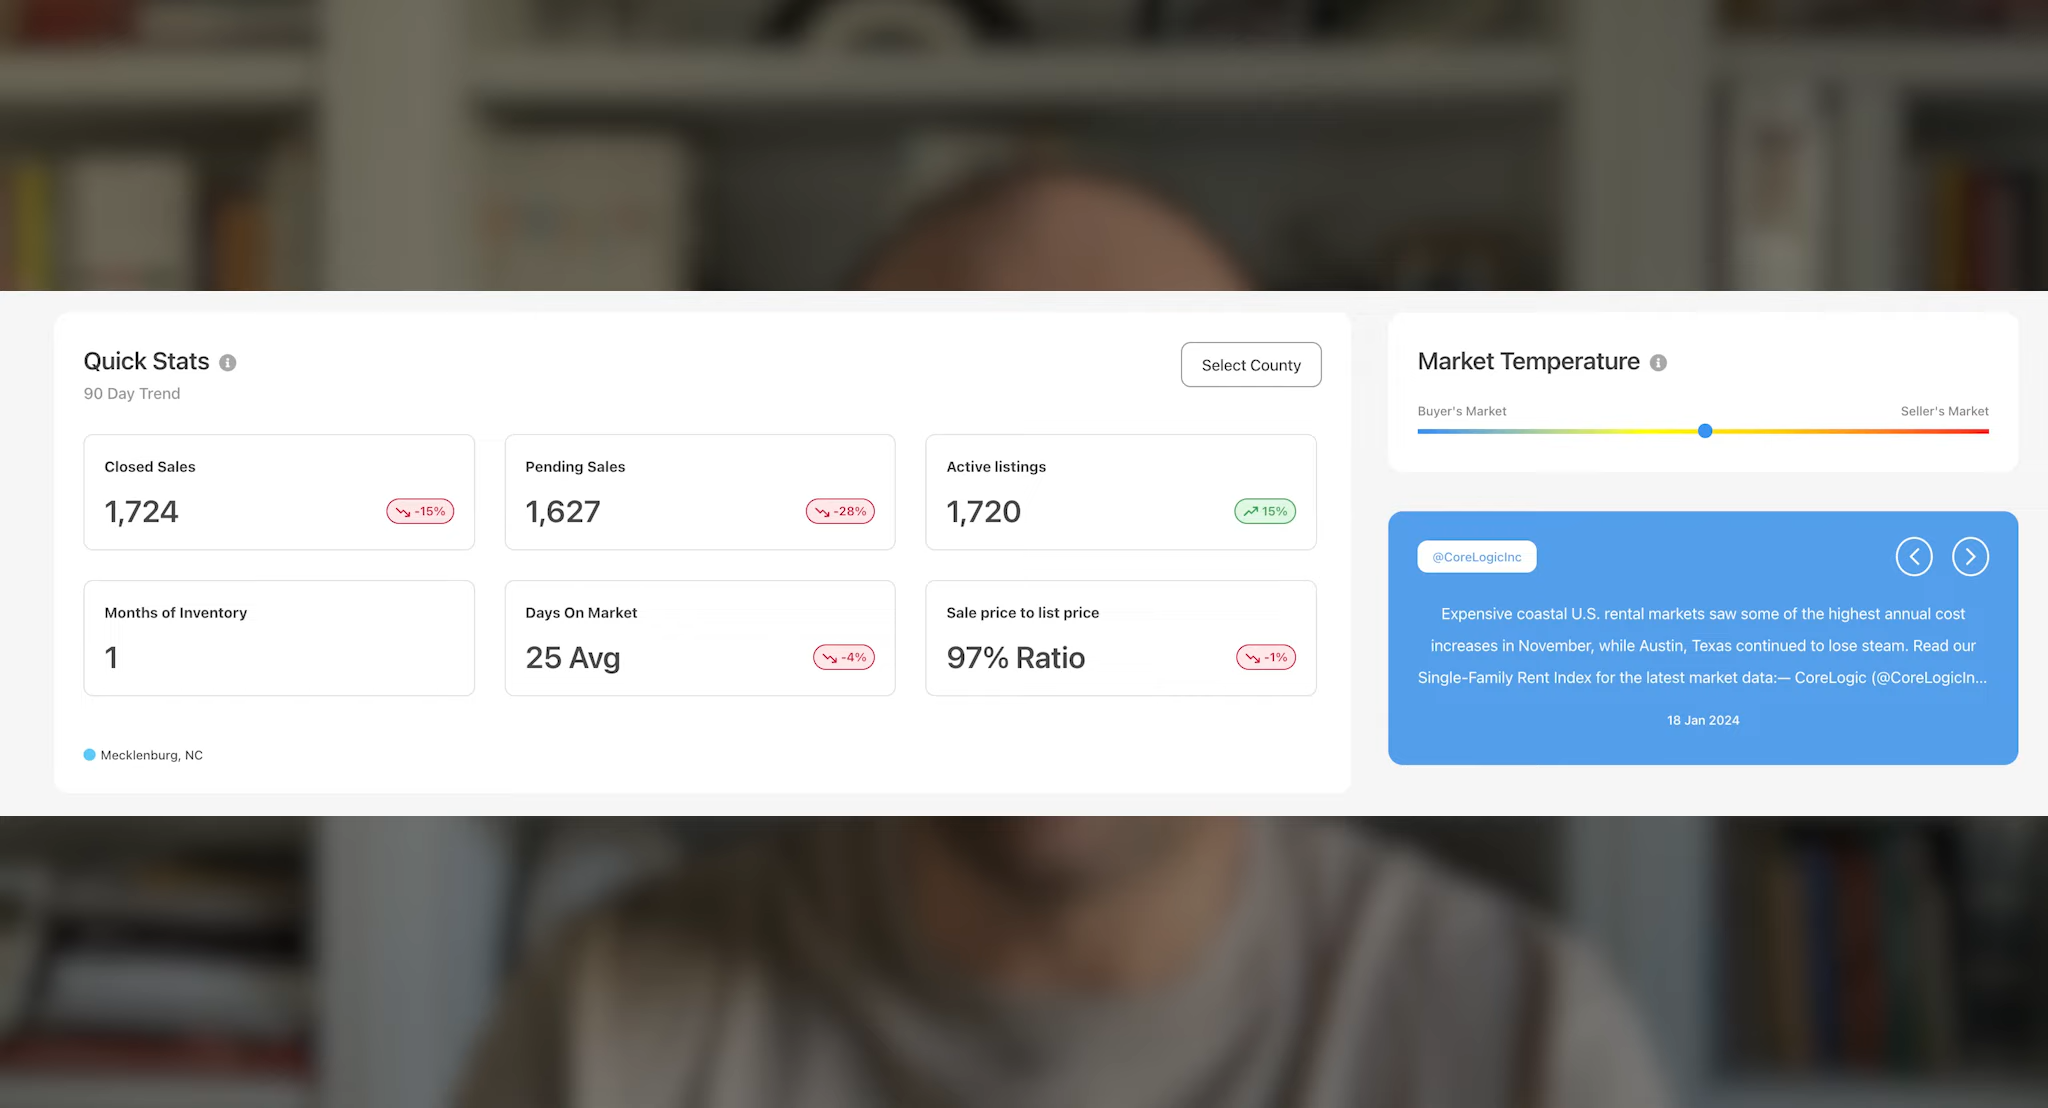 Quick Stats
90 Day Trend
Select County
Closed Sales
1,724
-15%
Pending Sales
1,627
-28%
Active listings
1,720
15%
Months of Inventory
1
Days On Market
25 Avg
-4%
Sale price to list price
97% Ratio
-1%
Mecklenburg, NC
Market Temperature
Buyer's Market
Seller's Market
@CoreLogicInc
Expensive coastal U.S. rental markets saw some of the highest annual cost
increases in November, while Austin, Texas continued to lose steam. Read our
Single-Family Rent Index for the latest market data:— CoreLogic (@CoreLogicIn...
18 Jan 2024